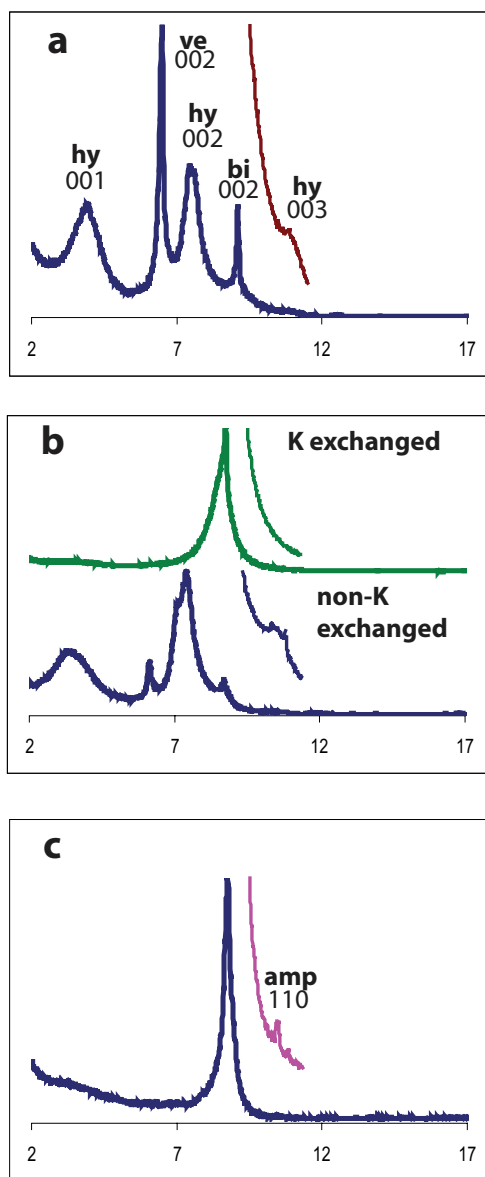 a
ve
002
hy
002
hy
001
bi
002
hy
003
2 7 12 17
b
K exchanged
non-K
exchanged
2 7 12 17
c
amp
110
2 7 12 17